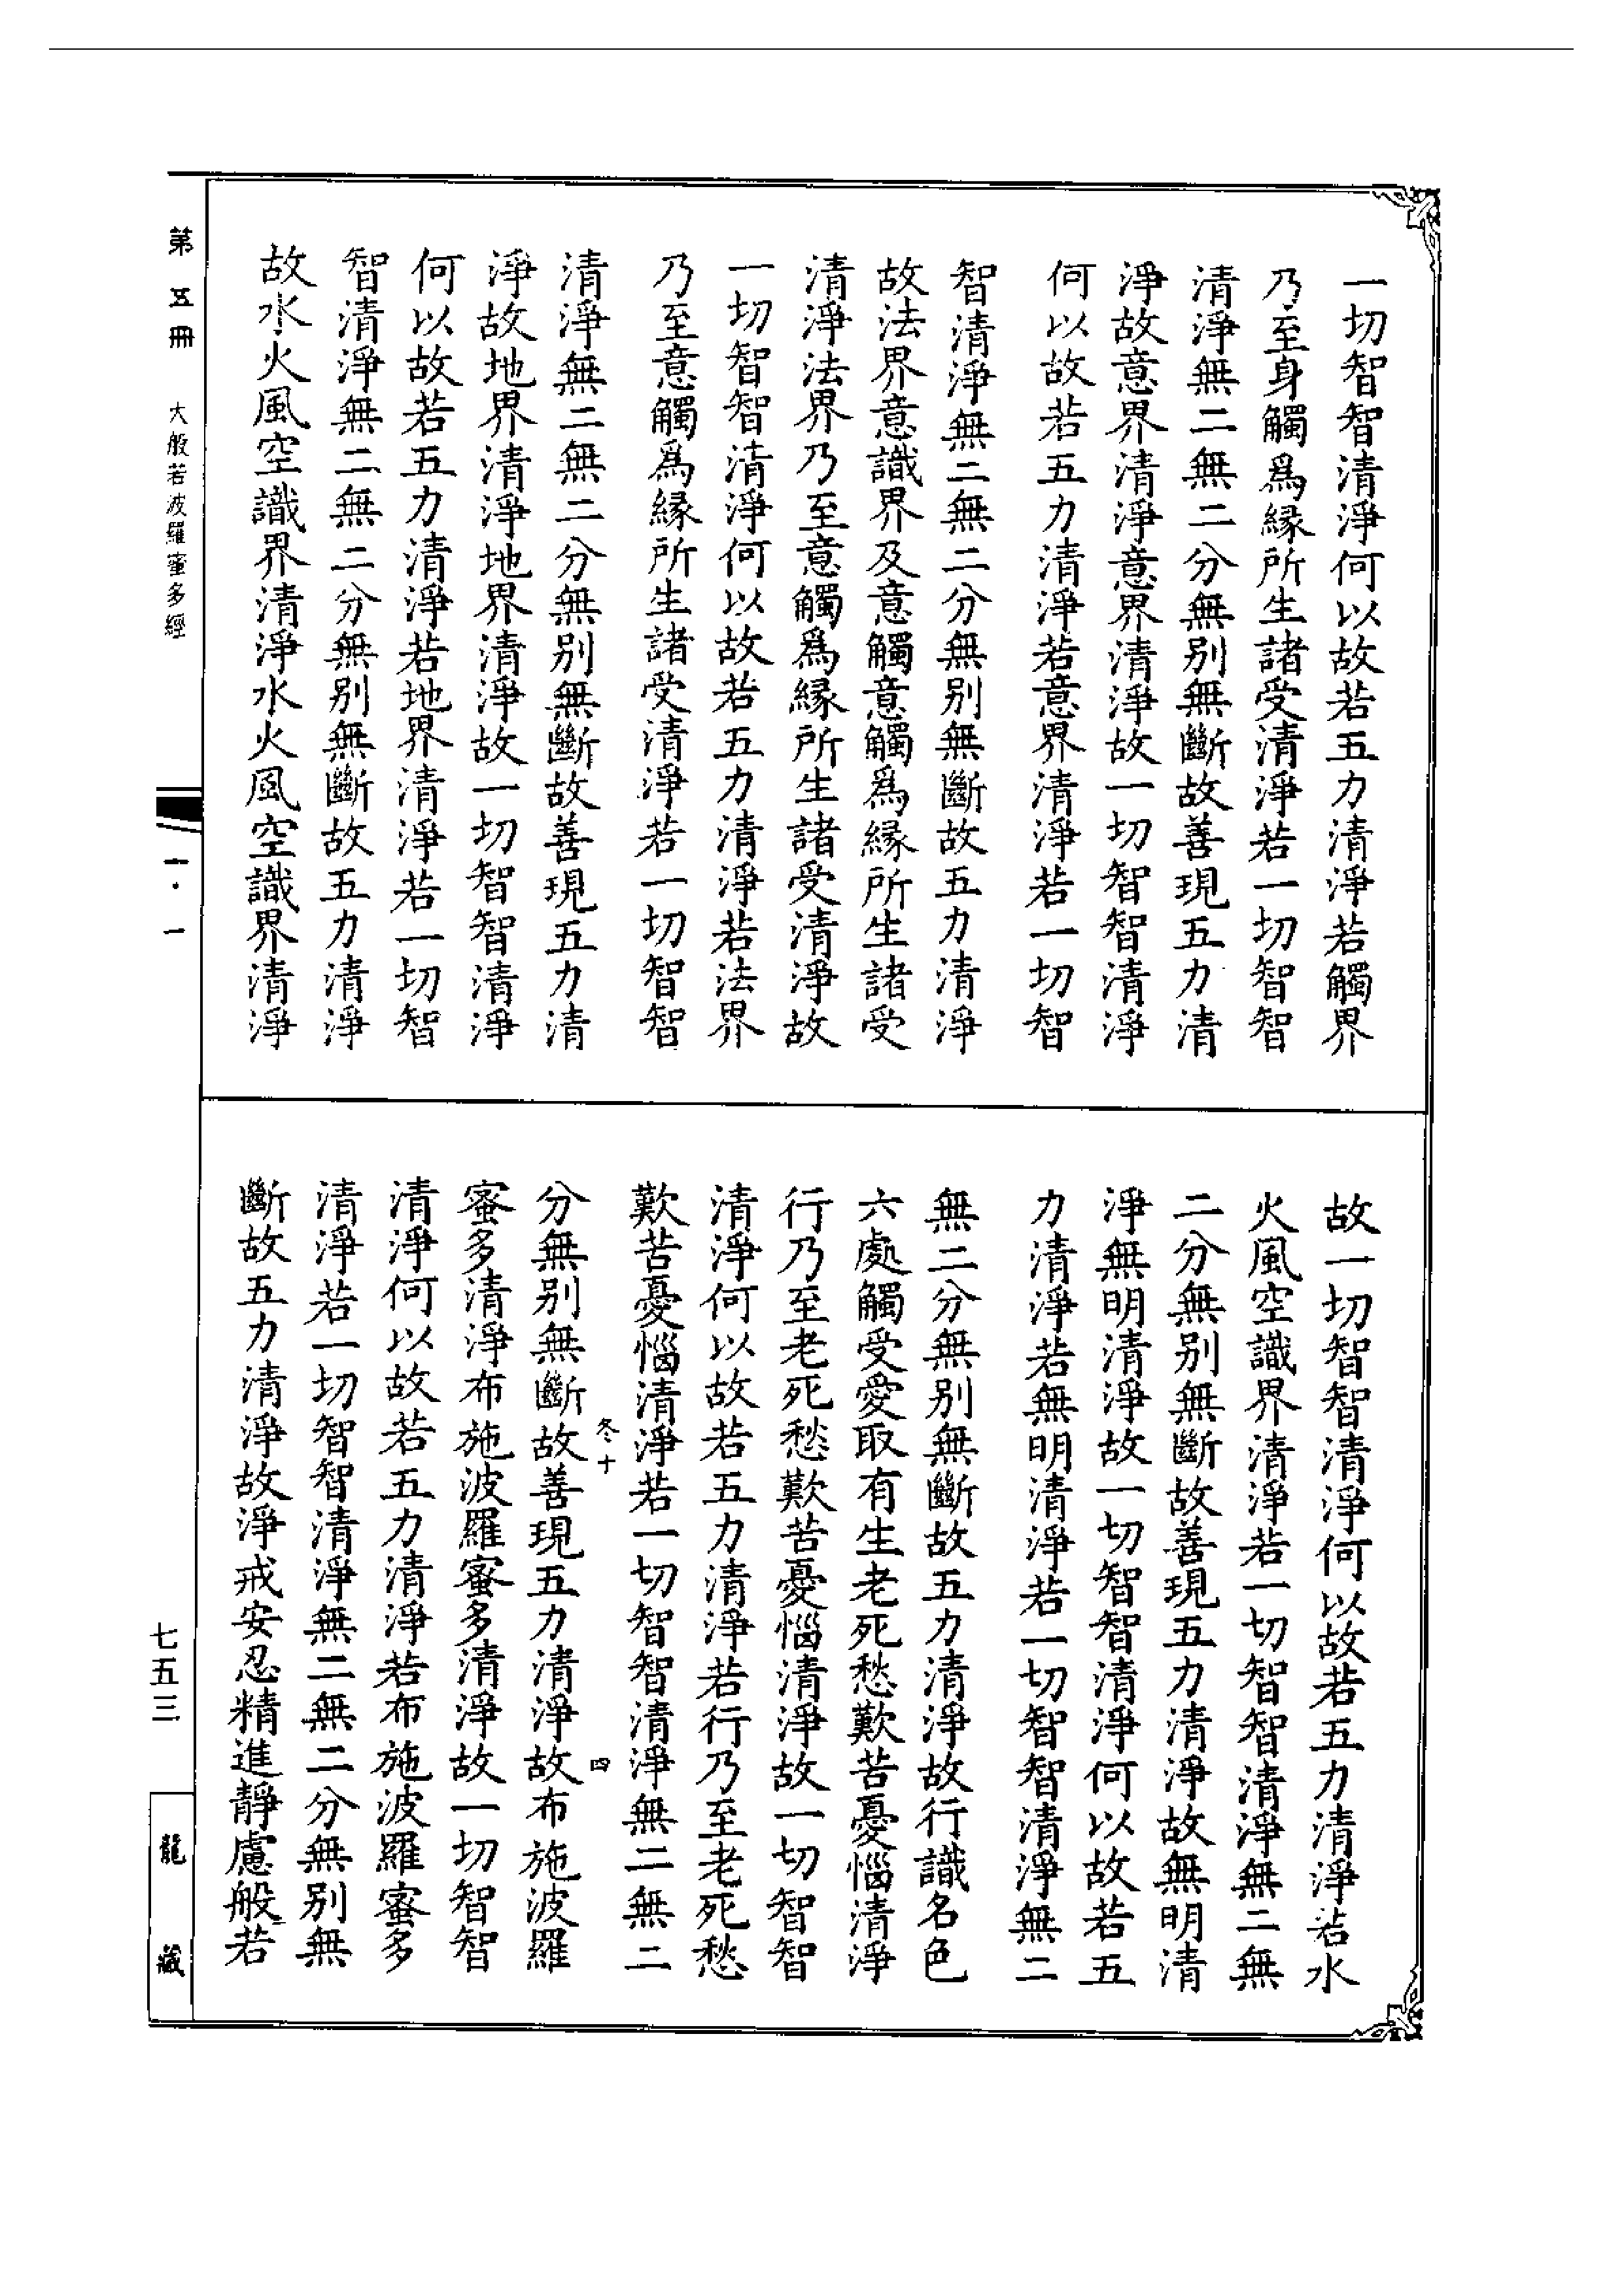 一切智智清淨何以故若五力清淨若觸界
乃至身觸爲緣所生諸受清淨若一切智智
清淨無二無二分無別無斷故善現五力清
淨故意界清淨意界清淨故一切智智清淨
何以故若五力清淨若意界清淨若一切智
智清淨無二無二分無別無斷故五力清淨
故法界意識界及意觸意觸爲緣所生諸受
清淨法界乃至意觸爲緣所生諸受清淨故
一切智智清淨何以故若五力清淨若法界
乃至意觸爲緣所生諸受清淨若一切智智
清淨無二無二分無別無斷故善現五力清
淨故地界清淨地界清淨故一切智智清淨
何以故若五力清淨若地界清淨若一切智
智清淨無二無二分無別無斷故五力清淨
故水火風空識界清淨水火風空識界清淨
故一切智智清淨何以故若五力清淨若水
火風空識界清淨若一切智智清淨無二無
二分無別無斷故善現五力清淨故無明清
淨無明清淨故一切智智清淨何以故若五
力清淨若無明清淨若一切智智清淨無二
無二分無別無斷故五力清淨故行識名色
六處觸受愛取有生老死愁歎苦憂惱清淨
行乃至老死愁歎苦憂惱清淨故一切智智
清淨何以故若五力清淨若行乃至老死愁
歎苦憂惱清淨若一切智智清淨無二無二
冬十 四
分無別無斷故善現五力清淨故布施波羅
蜜多清淨布施波羅蜜多清淨故一切智智
清淨何以故若五力清淨若布施波羅蜜多
清淨若一切智智清淨無二無二分無別無
斷故五力清淨故淨戒安忍精進靜慮般若
第五冊 大般若波羅蜜多經
一·一
七五三
龍藏